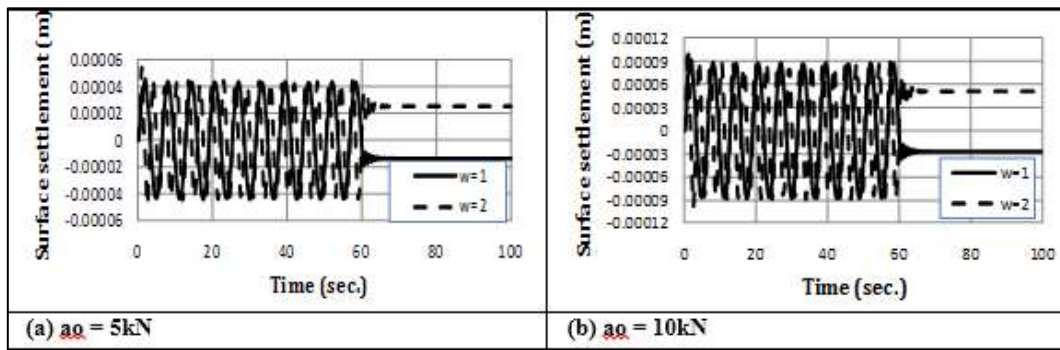 Surface settlement (m)
0.00006
0.00004
0.00002
0
-0.00002
-0.00004
-0.00006
0 20 40 60 80 100
Time (sec.)
w=1
w=2
(a) ao = 5kN
Surface settlement (m)
0.00012
0.00009
0.00006
0.00003
0
-0.00003
-0.00006
-0.00009
-0.00012
0 20 40 60 80 100
Time (sec.)
w=1
w=2
(b) ao = 10kN